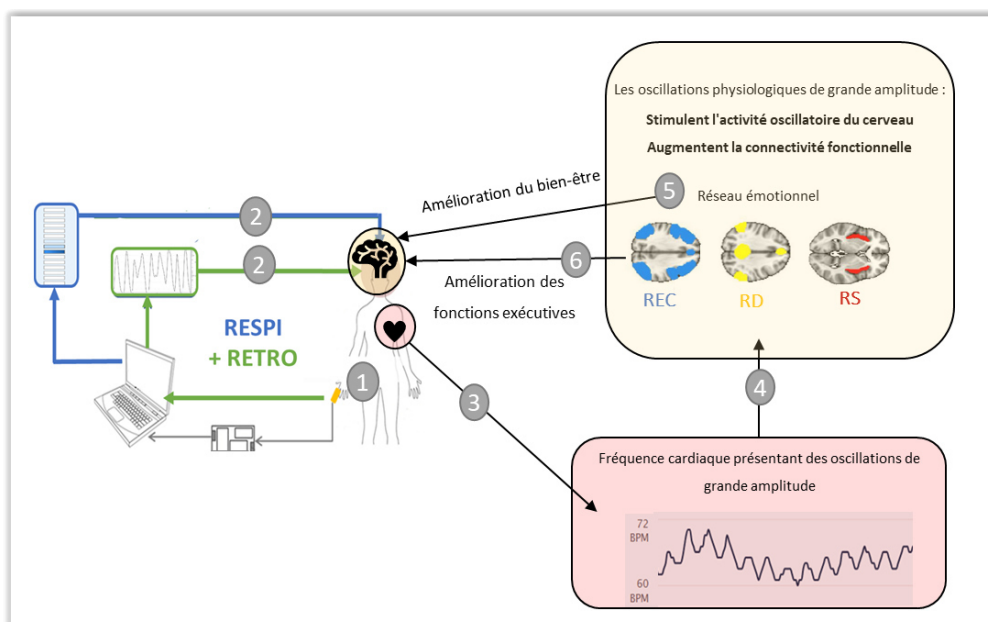 Les oscillations physiologiques de grande amplitude :
Stimulent l'activité oscillatoire du cerveau
Augmentent la connectivité fonctionnelle
5
Réseau émotionnel
REC
RD
RS
Amélioration du bien-être
6
Amélioration des
fonctions exécutives
2
2
RESPI
+ RETRO
1
3
4
Fréquence cardiaque présentant des oscillations de
grande amplitude
72
BPM
60
BPM